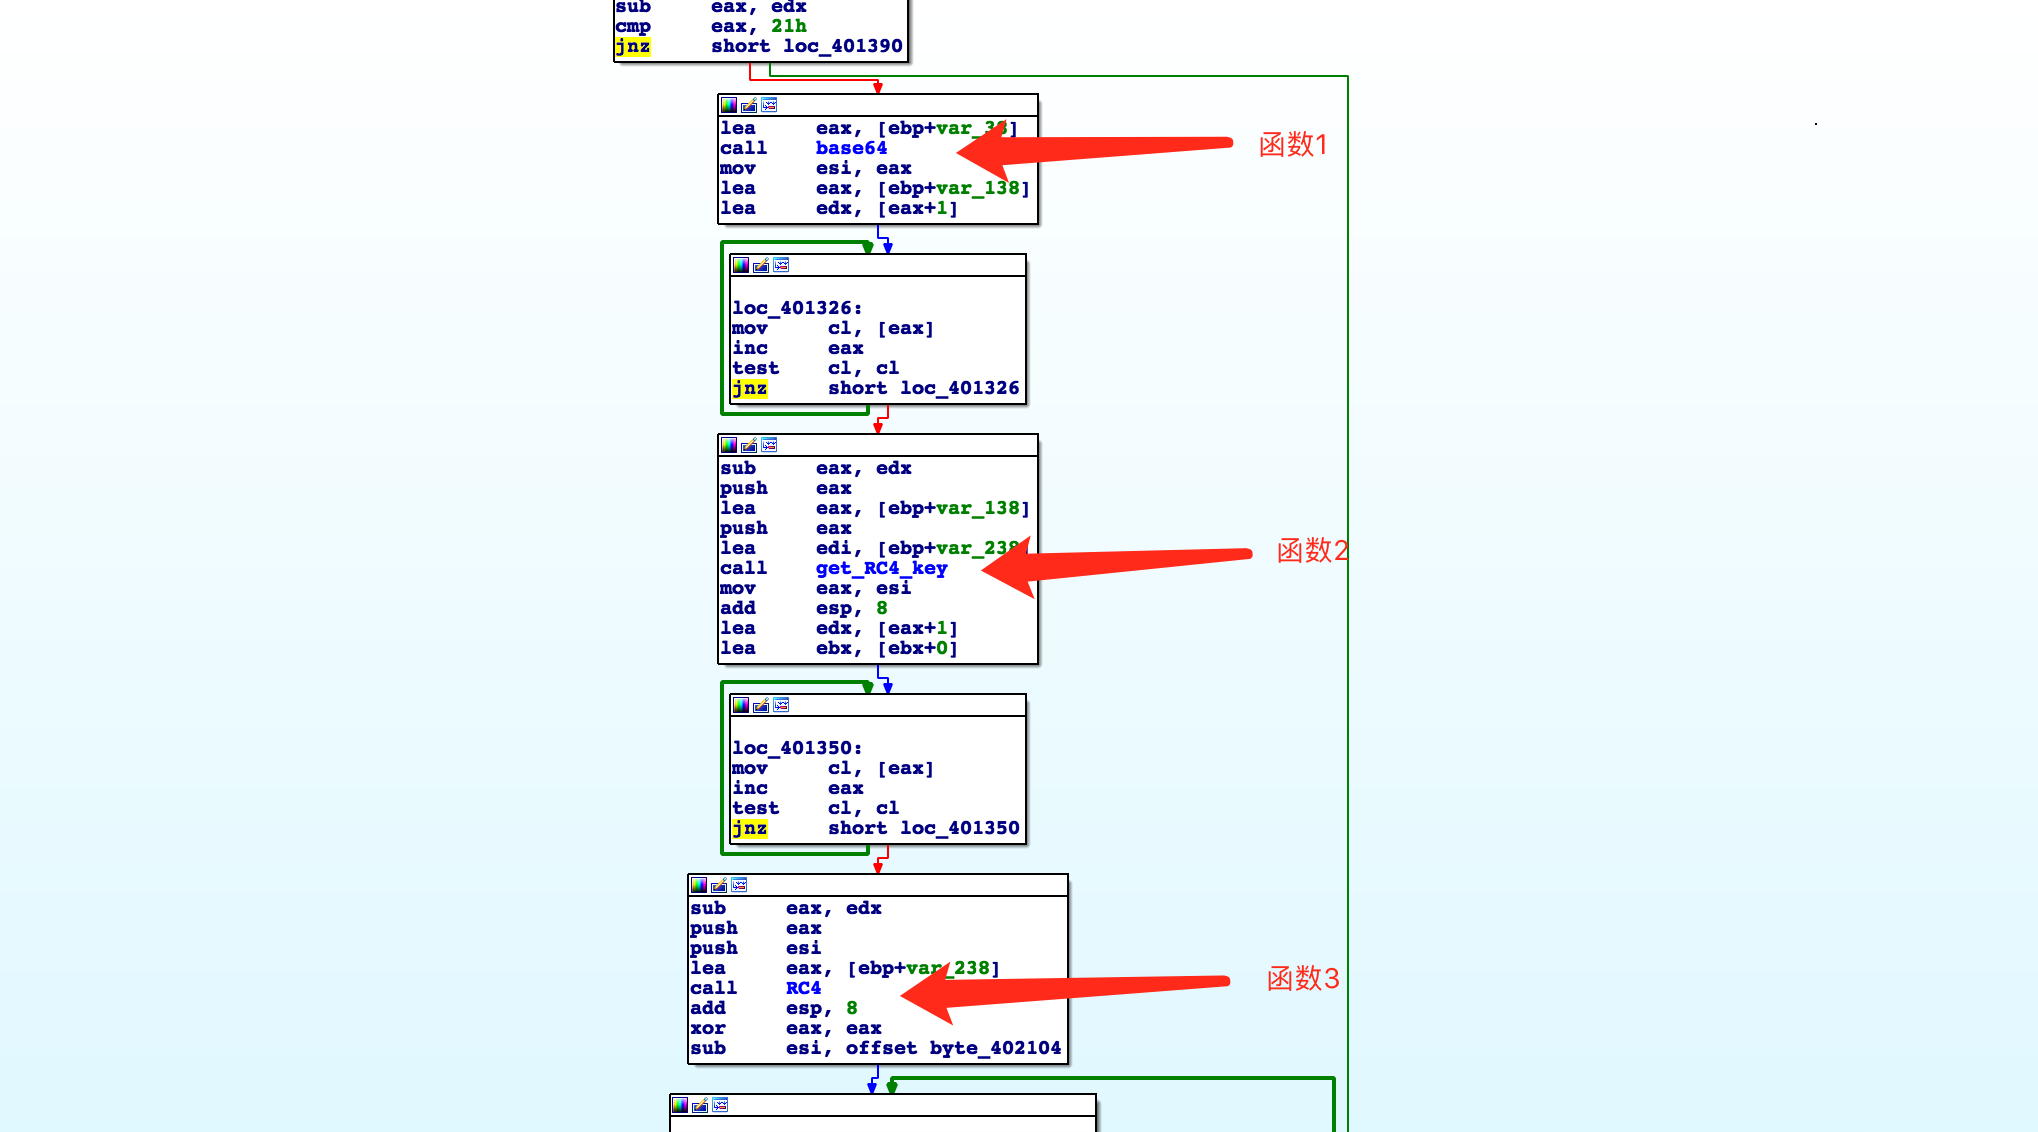 sub eax, edx
cmp eax, 21h
jnz short loc_401390
lea eax, [ebp+var_38]
call base64
mov esi, eax
lea eax, [ebp+var_138]
lea edx, [eax+1]
函数1
loc_401326:
mov cl, [eax]
inc eax
test cl, cl
jnz short loc_401326
sub eax, edx
push eax
lea eax, [ebp+var_138]
push eax
lea edi, [ebp+var_238]
call get_RC4_key
mov eax, esi
add esp, 8
lea edx, [eax+1]
lea ebx, [ebx+0]
函数2
loc_401350:
mov cl, [eax]
inc eax
test cl, cl
jnz short loc_401350
sub eax, edx
push eax
push esi
lea eax, [ebp+var_238]
call RC4
add esp, 8
xor eax, eax
sub esi, offset byte_402104
函数3